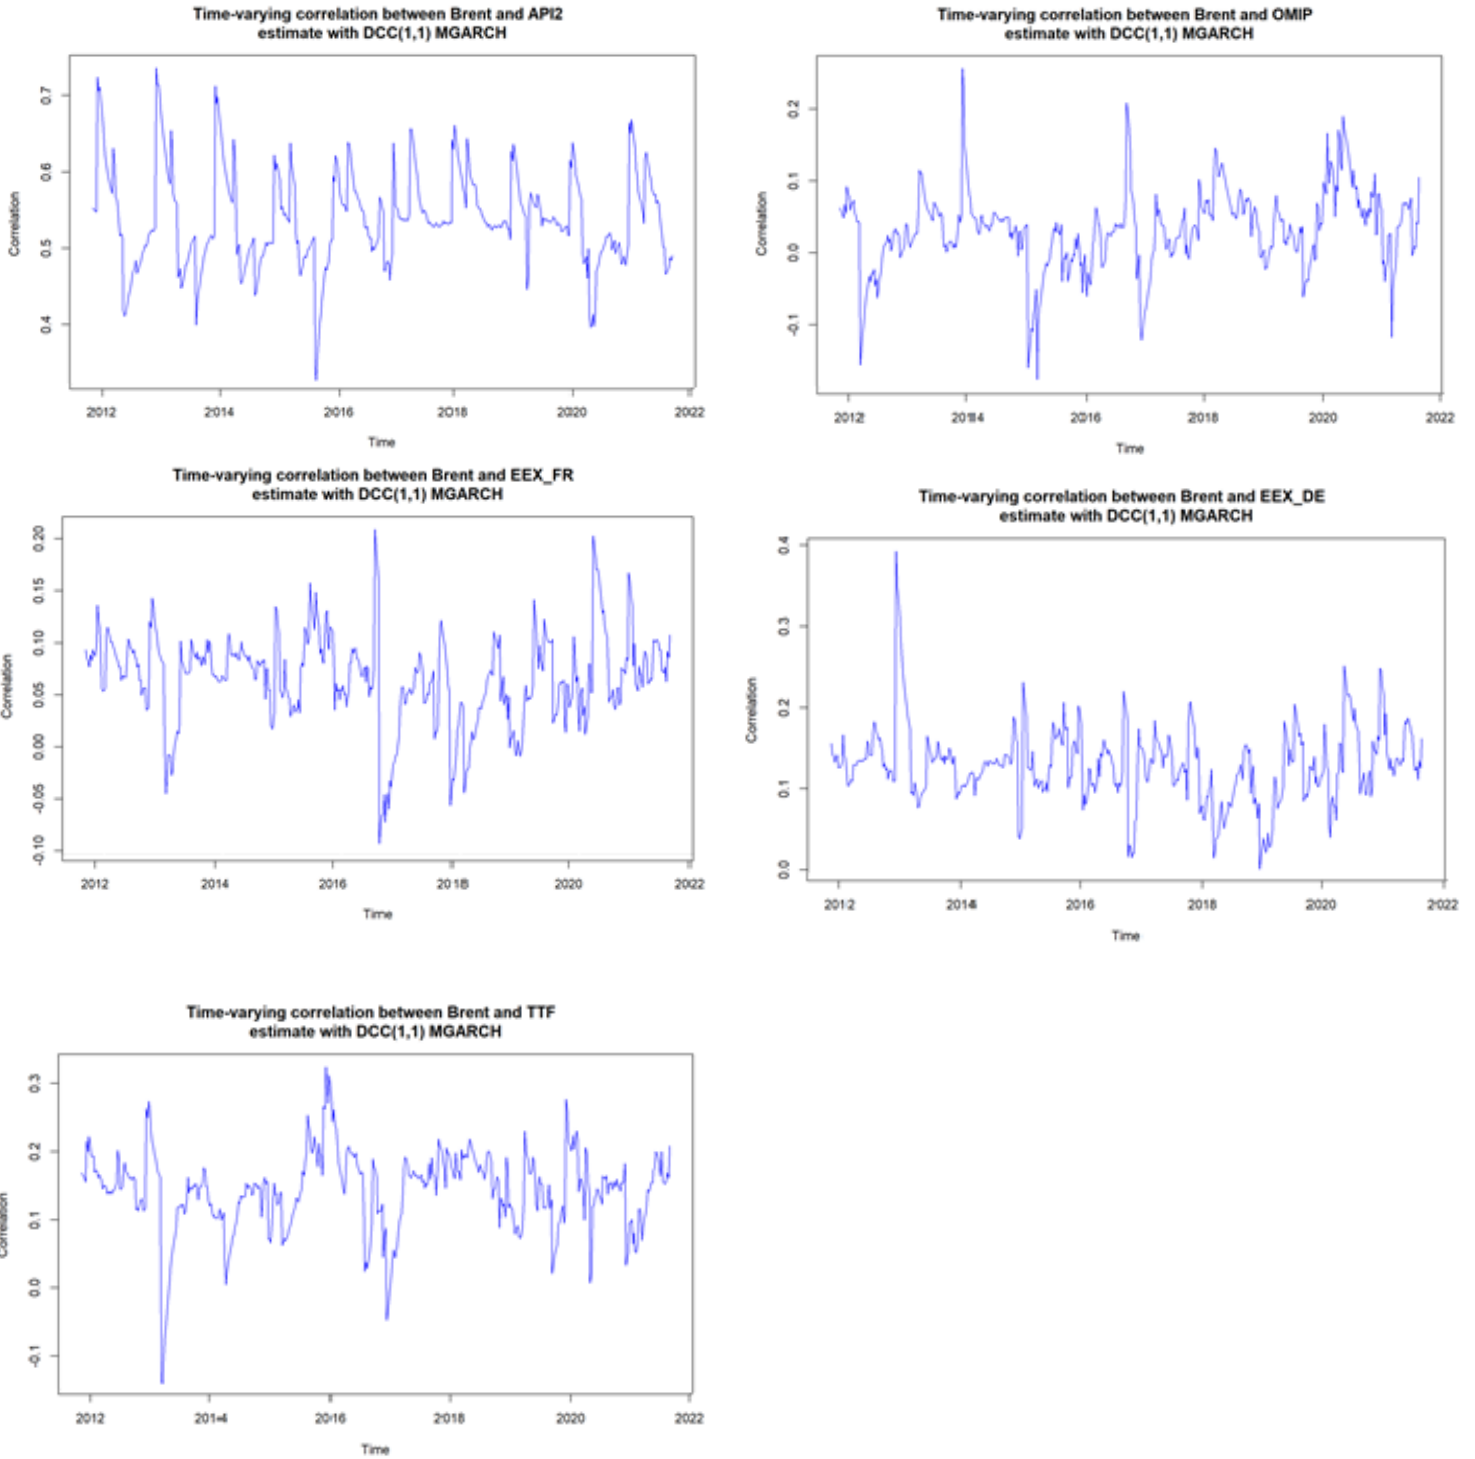 Time-varying correlation between Brent and API2
estimate with DCC(1,1) MGARCH
Correlation
0.7
0.6
0.5
0.4
2012
2014
2016
2018
2020
2022
Time
Time-varying correlation between Brent and OMIP
estimate with DCC(1,1) MGARCH
Correlation
0.2
0.1
0.0
-0.1
2012
2014
2016
2018
2020
2022
Time
Time-varying correlation between Brent and EEX_FR
estimate with DCC(1,1) MGARCH
Correlation
0.20
0.15
0.10
0.05
0.00
-0.05
-0.10
2012
2014
2016
2018
2020
2022
Time
Time-varying correlation between Brent and EEX_DE
estimate with DCC(1,1) MGARCH
Correlation
0.4
0.3
0.2
0.1
0.0
2012
2014
2016
2018
2020
2022
Time
Time-varying correlation between Brent and TTF
estimate with DCC(1,1) MGARCH
Correlation
0.3
0.2
0.1
0.0
-0.1
2012
2014
2016
2018
2020
2022
Time